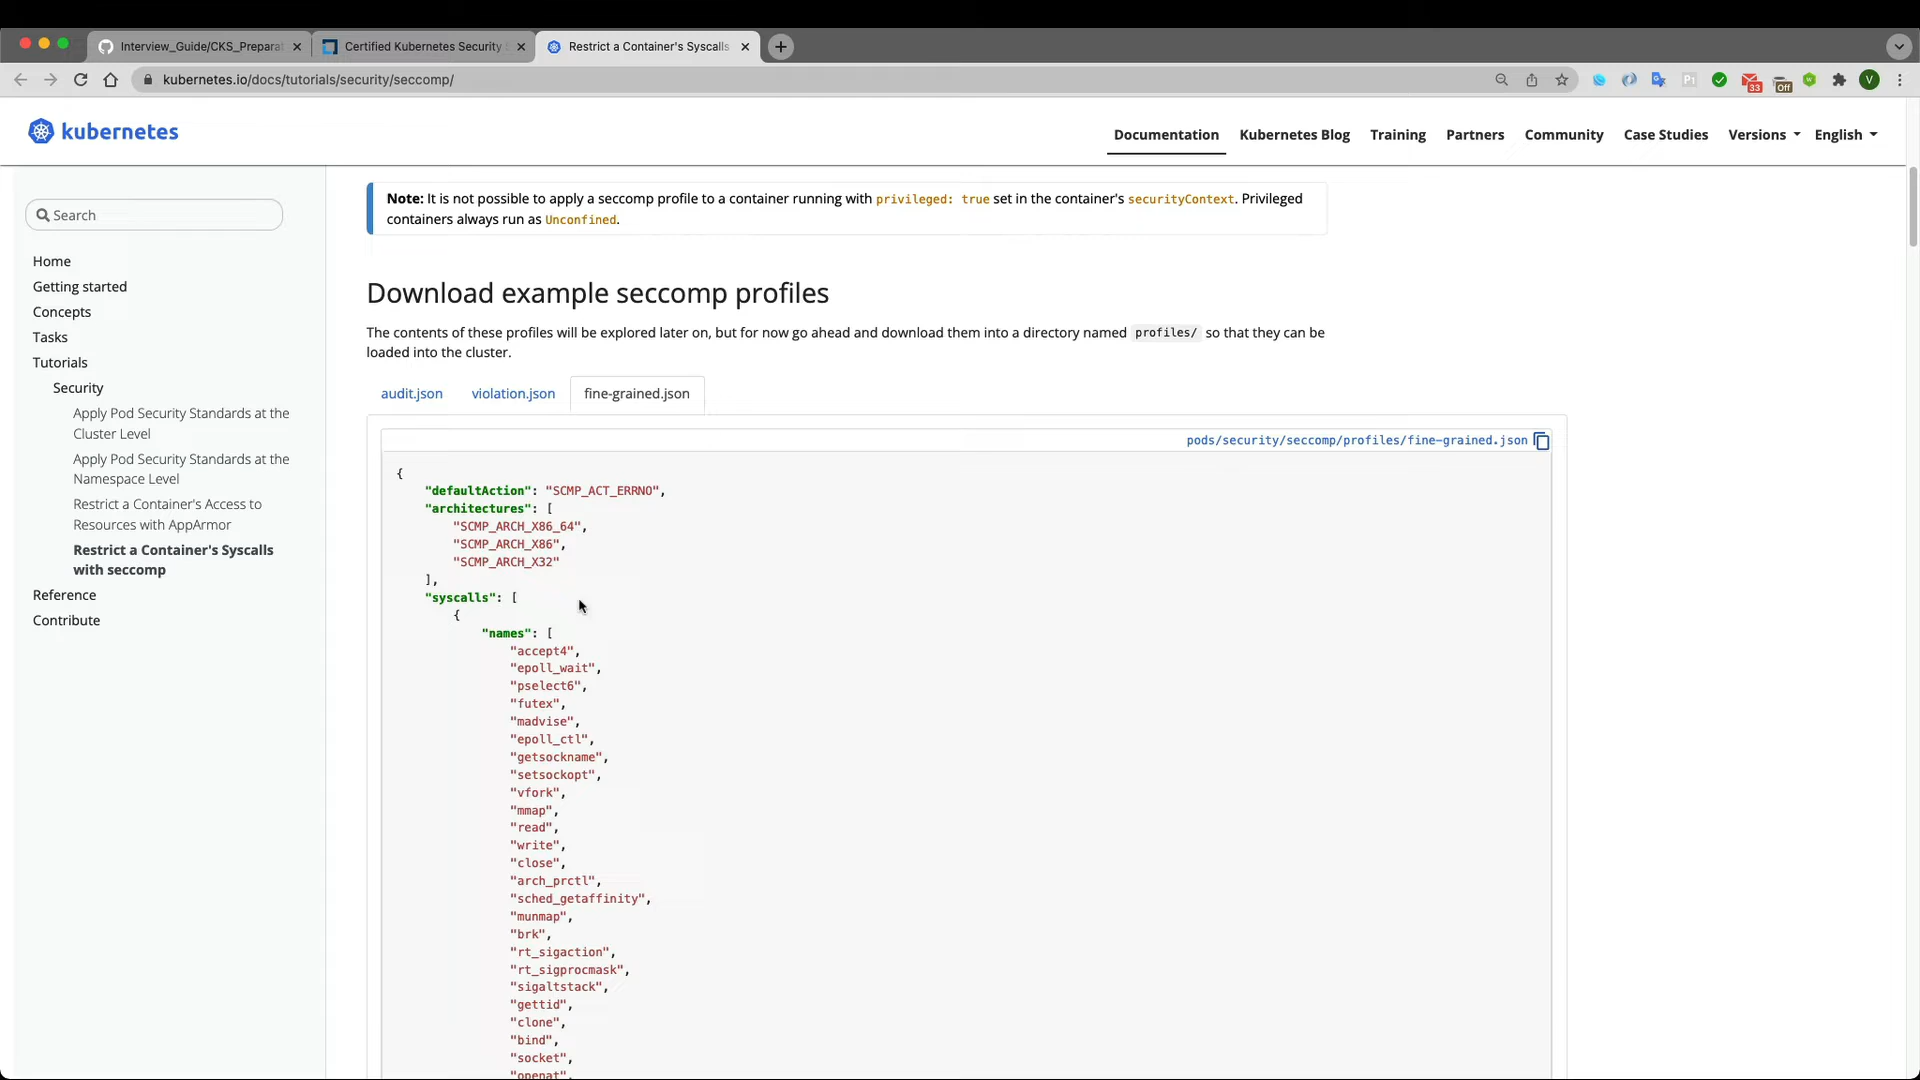 Interview_Guide/CKS_Prepara
Certified Kubernetes Security S
Restrict a Container's Syscalls
kubernetes.io/docs/tutorials/security/seccomp/
33
Off
V
kubernetes
Documentation
Kubernetes Blog
Training
Partners
Community
Case Studies
Versions
English
Search
Home
Getting started
Concepts
Tasks
Tutorials
Security
Apply Pod Security Standards at the
Cluster Level
Apply Pod Security Standards at the
Namespace Level
Restrict a Container's Access to
Resources with AppArmor
Restrict a Container's Syscalls
with seccomp
Reference
Contribute
Note: It is not possible to apply a seccomp profile to a container running with privileged: true set in the container's securityContext. Privileged
containers always run as Unconfined.
Download example seccomp profiles
The contents of these profiles will be explored later on, but for now go ahead and download them into a directory named profiles/ so that they can be
loaded into the cluster.
audit.json
violation.json
fine-grained.json
pods/security/seccomp/profiles/fine-grained.json
{
"defaultAction": "SCMP_ACT_ERRNO",
"architectures": [
"SCMP_ARCH_X86_64",
"SCMP_ARCH_X86",
"SCMP_ARCH_X32"
],
"syscalls": [
{
"names": [
"accept4",
"epoll_wait",
"pselect6",
"futex",
"madvise",
"epoll_ctl",
"getsockname",
"setsockopt",
"vfork",
"mmap",
"read",
"write",
"close",
"arch_prctl",
"sched_getaffinity",
"munmap",
"brk",
"rt_sigaction",
"rt_sigprocmask",
"sigaltstack",
"gettid",
"clone",
"bind",
"socket",
"openat",